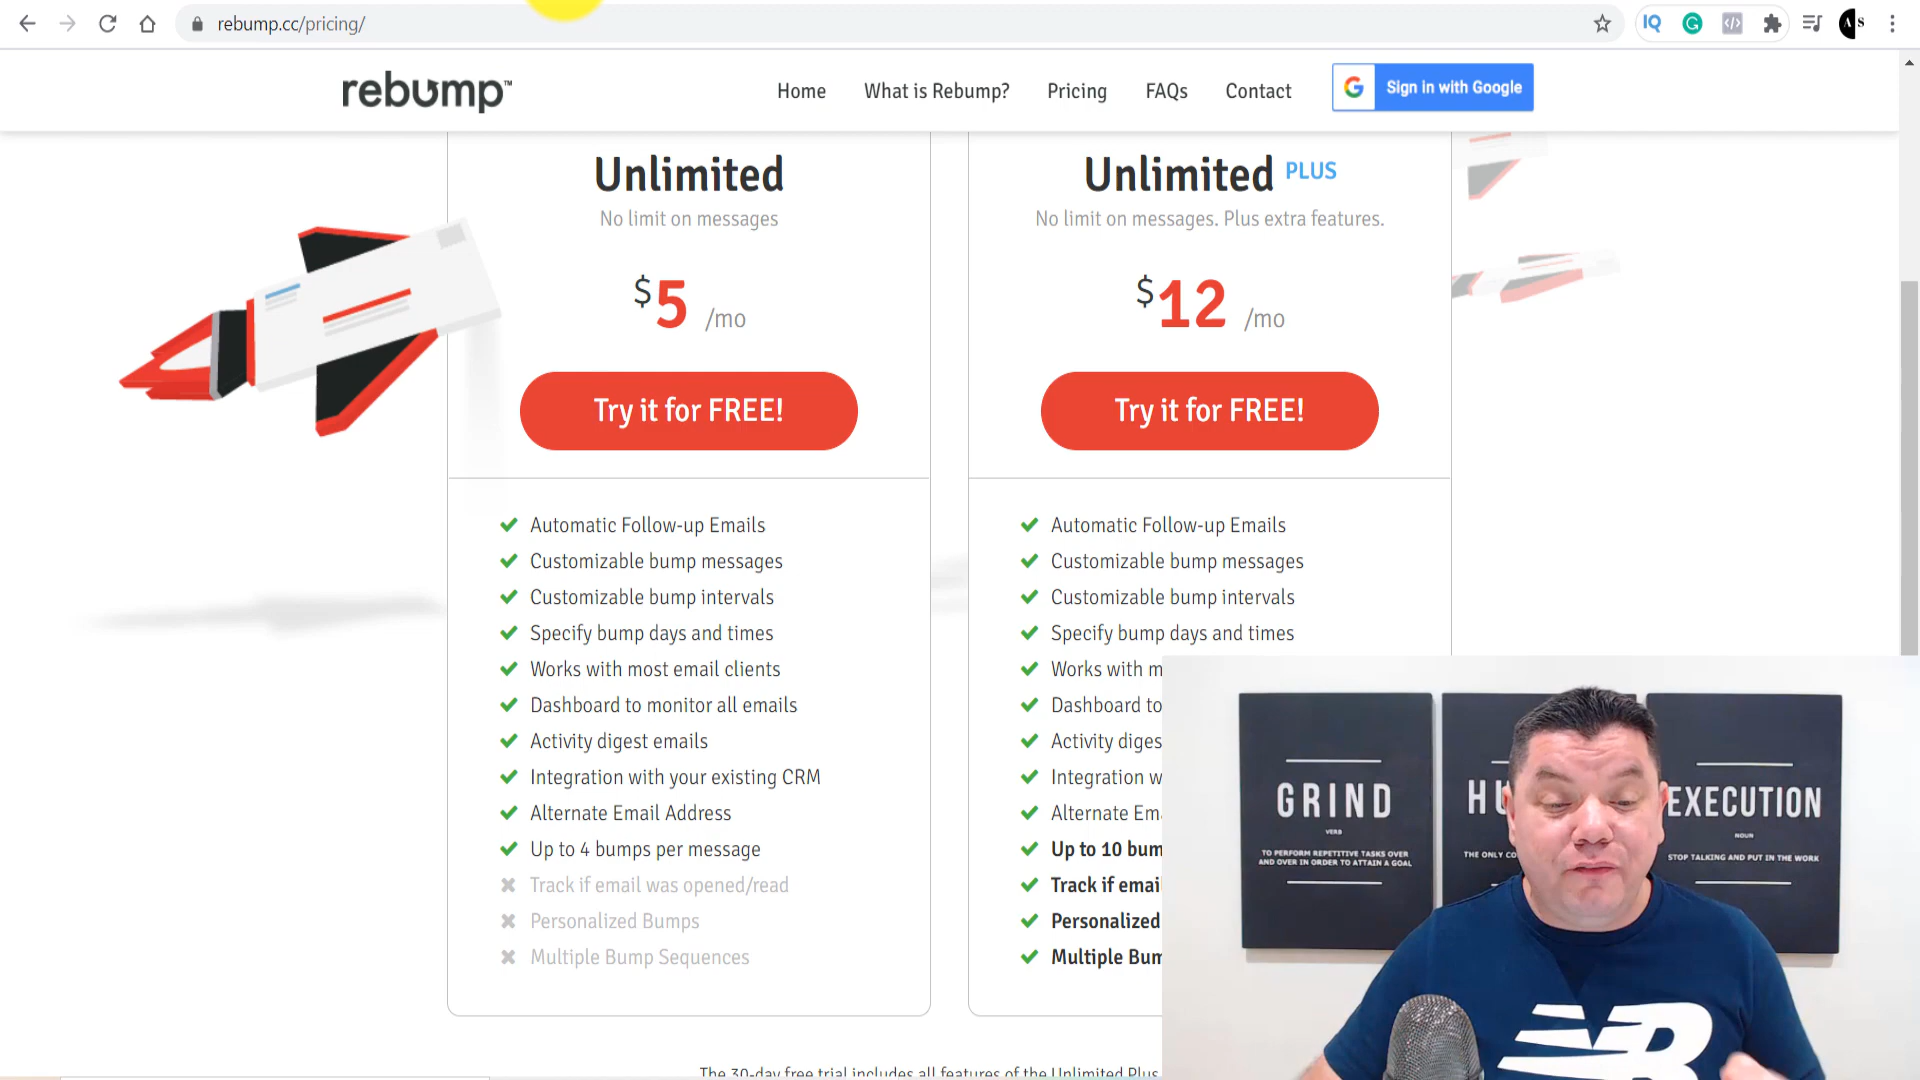 rebump.cc/pricing/
IQ
A S
rebump™
Home
What is Rebump?
Pricing
FAQs
Contact
Sign in with Google
Unlimited
No limit on messages
$5 /mo
Try it for FREE!
Automatic Follow-up Emails
Customizable bump messages
Customizable bump intervals
Specify bump days and times
Works with most email clients
Dashboard to monitor all emails
Activity digest emails
Integration with your existing CRM
Alternate Email Address
Up to 4 bumps per message
Track if email was opened/read
Personalized Bumps
Multiple Bump Sequences
Unlimited PLUS
No limit on messages. Plus extra features.
$12 /mo
Try it for FREE!
Automatic Follow-up Emails
Customizable bump messages
Customizable bump intervals
Specify bump days and times
Works with m
Dashboard to
Activity diges
Integration w
Alternate Ema
Up to 10 bum
Track if emai
Personalized
Multiple Bum
The 30-day free trial includes all features of the Unlimited Plus
GRIND
VERB
TO PERFORM REPETITIVE TASKS OVER
AND OVER IN ORDER TO ATTAIN A GOAL
HU
THE ONLY CO
EXECUTION
NOUN
STOP TALKING AND PUT IN THE WORK